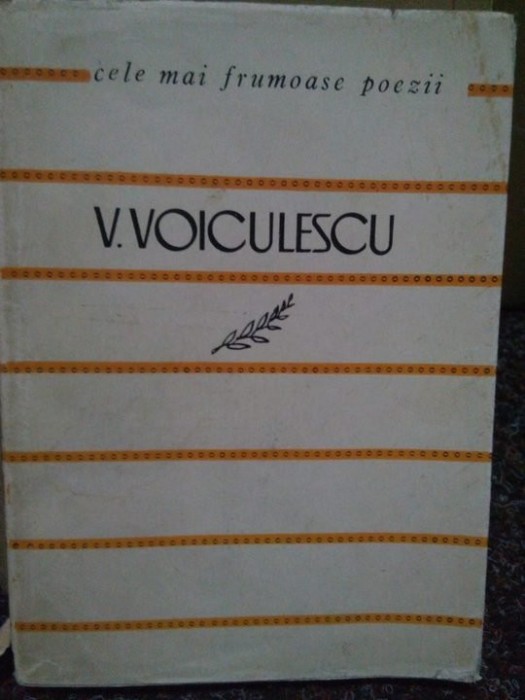 cele mai frumoase poezii
V. VOICULESCU